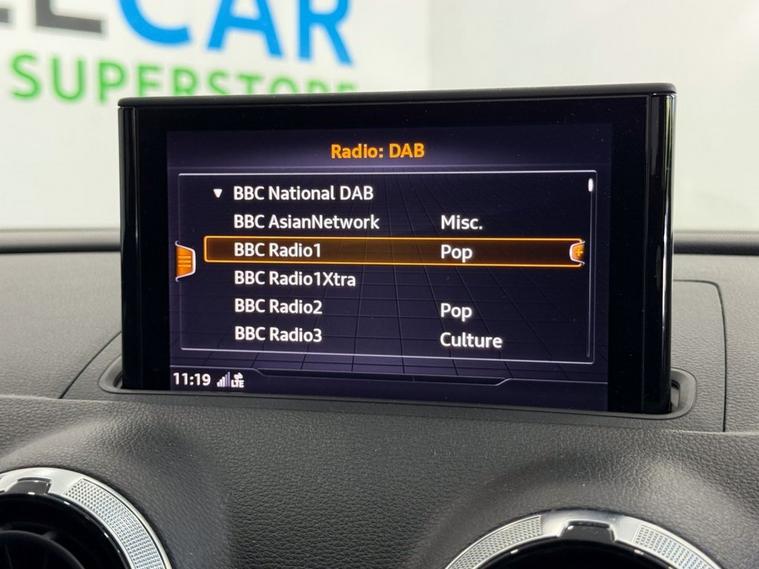 CAR
SUPERSTORE
Radio: DAB
BBC National DAB
BBC AsianNetwork Misc.
BBC Radio1 Pop
BBC Radio1Xtra
BBC Radio2 Pop
BBC Radio3 Culture
11:19 LTE